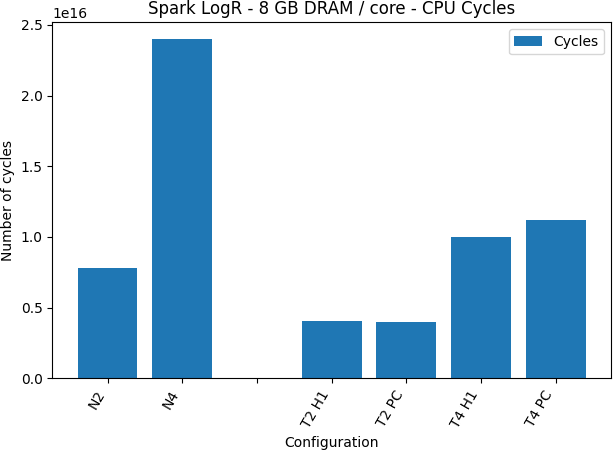 Spark LogR - 8 GB DRAM / core - CPU Cycles
1e16
2.5
2.0
1.5
1.0
0.5
0.0
Number of cycles
Cycles
N2
N4
T2 H1
T2 PC
T4 H1
T4 PC
Configuration